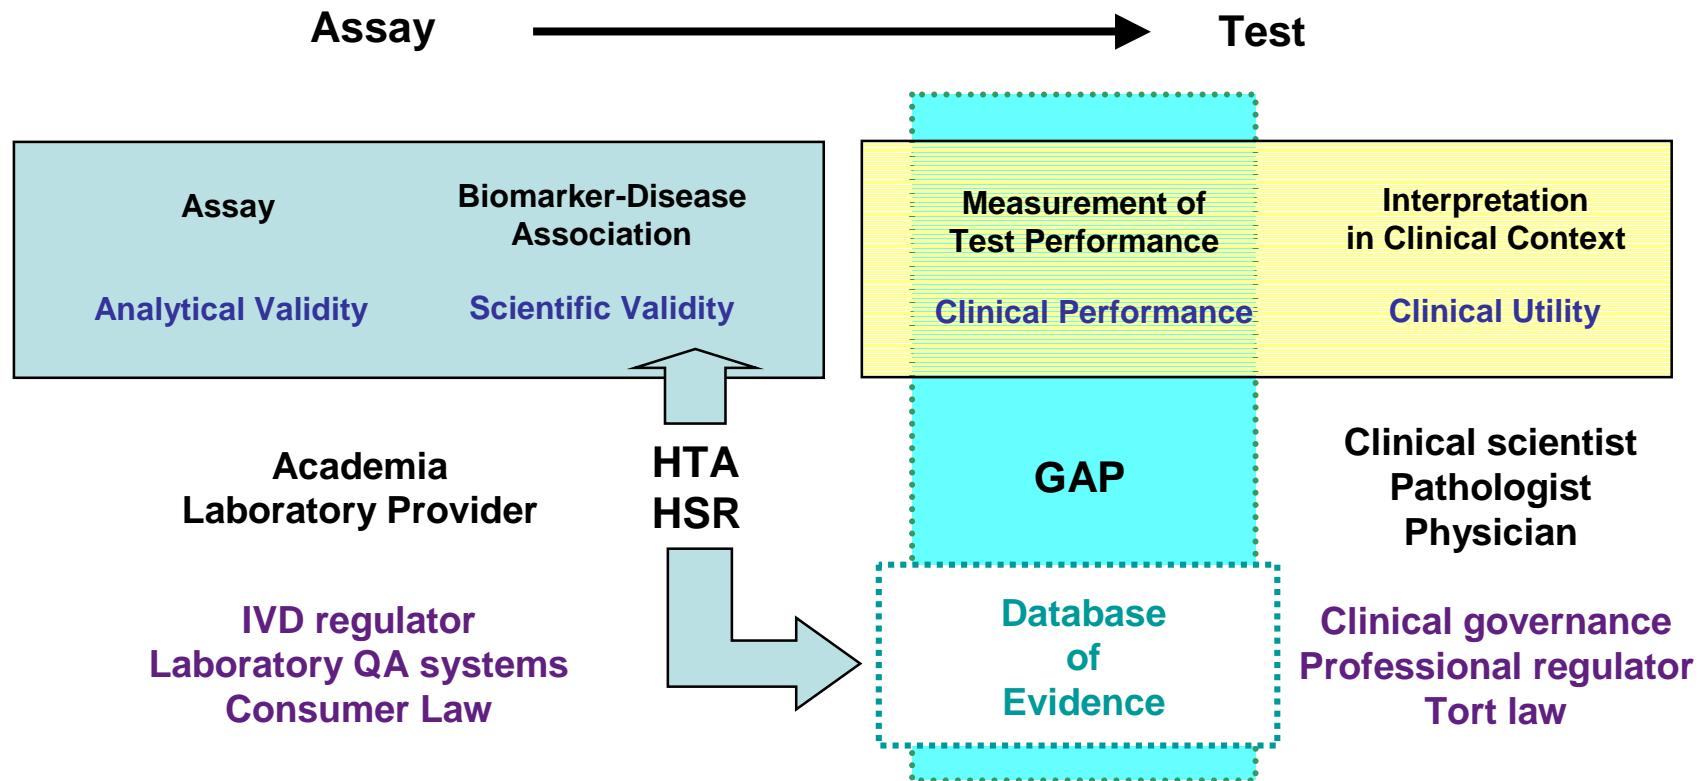 Assay
Test
Assay
Analytical Validity
Biomarker-Disease
Association
Scientific Validity
Measurement of
Test Performance
Clinical Performance
Interpretation
in Clinical Context
Clinical Utility
Academia
Laboratory Provider
HTA
HSR
GAP
Clinical scientist
Pathologist
Physician
IVD regulator
Laboratory QA systems
Consumer Law
Database
of
Evidence
Clinical governance
Professional regulator
Tort law